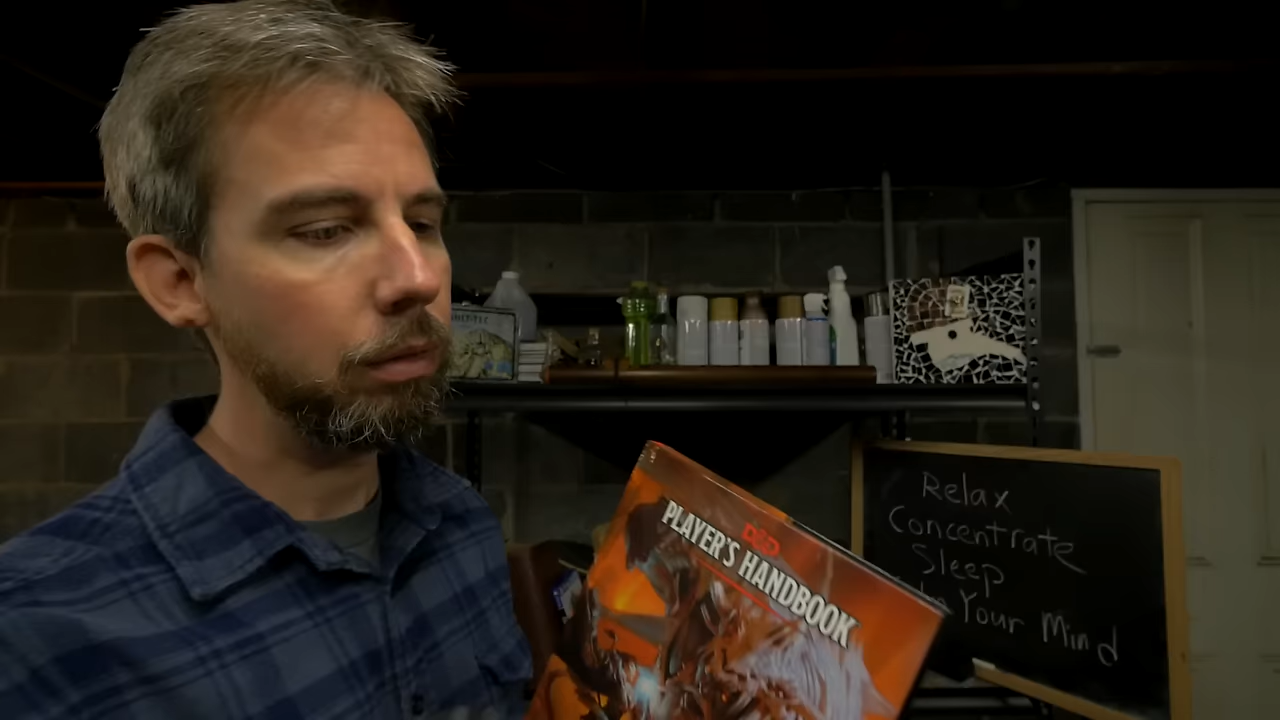 D&D
PLAYER'S HANDBOOK
Relax
Concentrate
Sleep
Your Mind